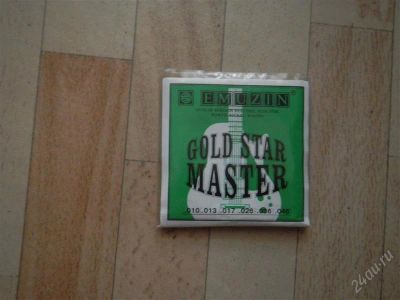 EMUZIN
GOLD STAR
MASTER
.010 .013 .017 .026 .036 .046
24au.ru